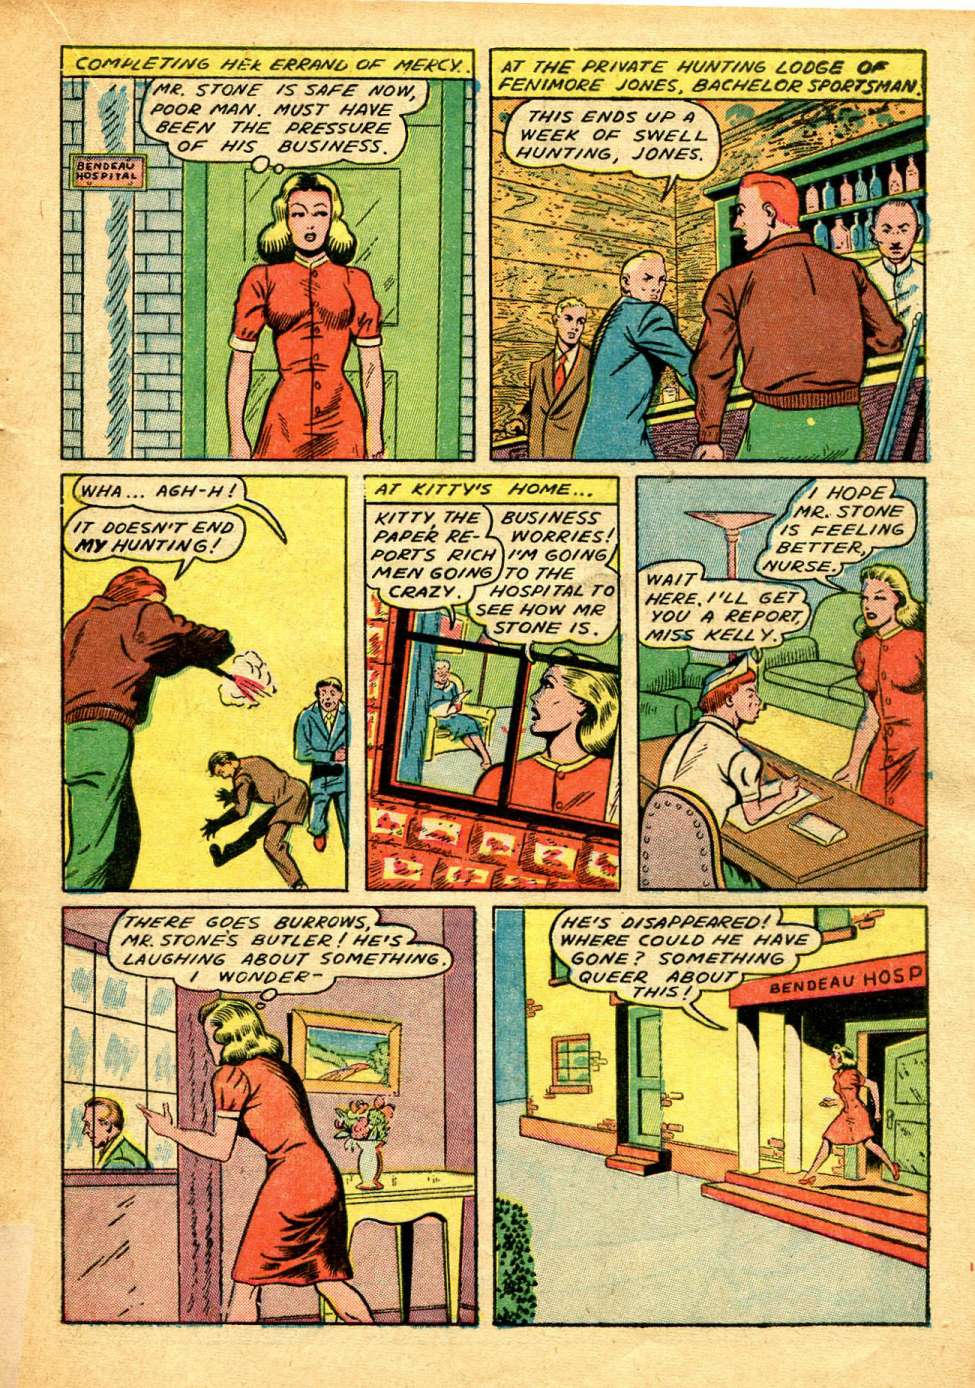 COMPLETING HER ERRAND OF MERCY..
MR. STONE IS SAFE NOW,
POOR MAN. MUST HAVE
BEEN THE PRESSURE
OF HIS BUSINESS.
BENDEAU
HOSPITAL
AT THE PRIVATE HUNTING LODGE OF
FENIMORE JONES, BACHELOR SPORTSMAN.
THIS ENDS UP A
WEEK OF SWELL
HUNTING, JONES.
WHA... AGH-H!
IT DOESN'T END
MY HUNTING!
AT KITTY'S HOME...
KITTY, THE
PAPER RE-
PORTS RICH
MEN GOING
CRAZY.
BUSINESS
WORRIES!
I'M GOING
TO THE
HOSPITAL TO
SEE HOW MR
STONE IS.
I HOPE
MR. STONE
IS FEELING
BETTER,
NURSE.
WAIT
HERE, I'LL GET
YOU A REPORT,
MISS KELLY.
THERE GOES BURROWS,
MR. STONE'S BUTLER! HE'S
LAUGHING ABOUT SOMETHING.
I WONDER-
HE'S DISAPPEARED!
WHERE COULD HE HAVE
GONE? SOMETHING
QUEER ABOUT
THIS!
BENDEAU HOSP